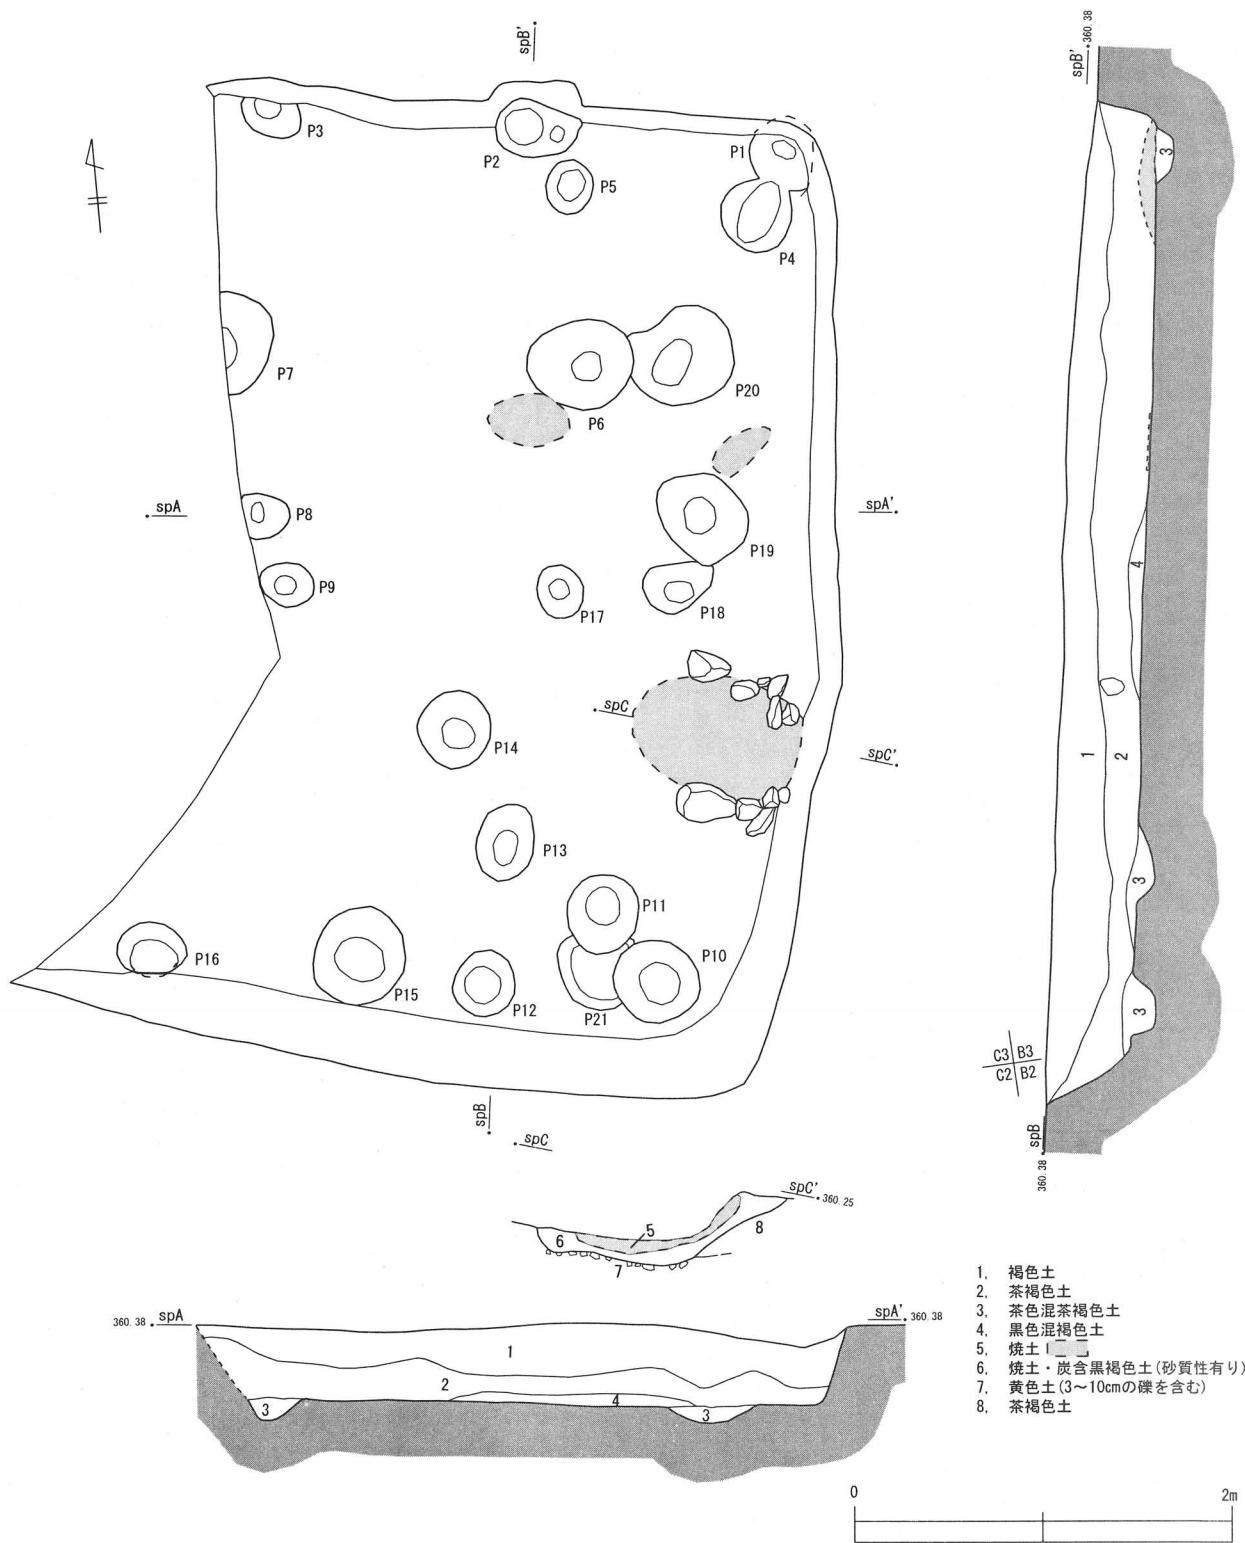 spB'
P3
P2
P5
P1
P4
P7
P6
P20
spA
P8
spA'
P19
P9
P17
P18
spC
P14
spC'
P13
P11
P16
P15
P12
P21
P10
spB
spC
spB'
360.38
3
4
1
2
3
3
C3 B3
C2 B2
spB
360.38
spC'
360.25
5
6
8
7
360.38 spA
spA' 360.38
1
2
3
4
3
1, 褐色土
2, 茶褐色土
3, 茶色混茶褐色土
4, 黒色混褐色土
5, 焼土
6, 焼土・炭含黒褐色土(砂質性有り)
7, 黄色土(3～10cmの礫を含む)
8, 茶褐色土
0 2m